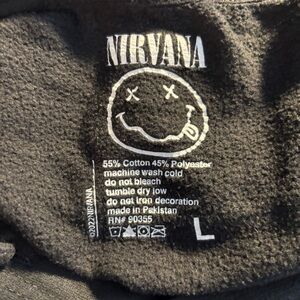 NIRVANA
55% Cotton 45% Polyester
machine wash cold
do not bleach
tumble dry low
do not iron decoration
made in Pakistan
RN# 90355
L
©2022NIRVANA